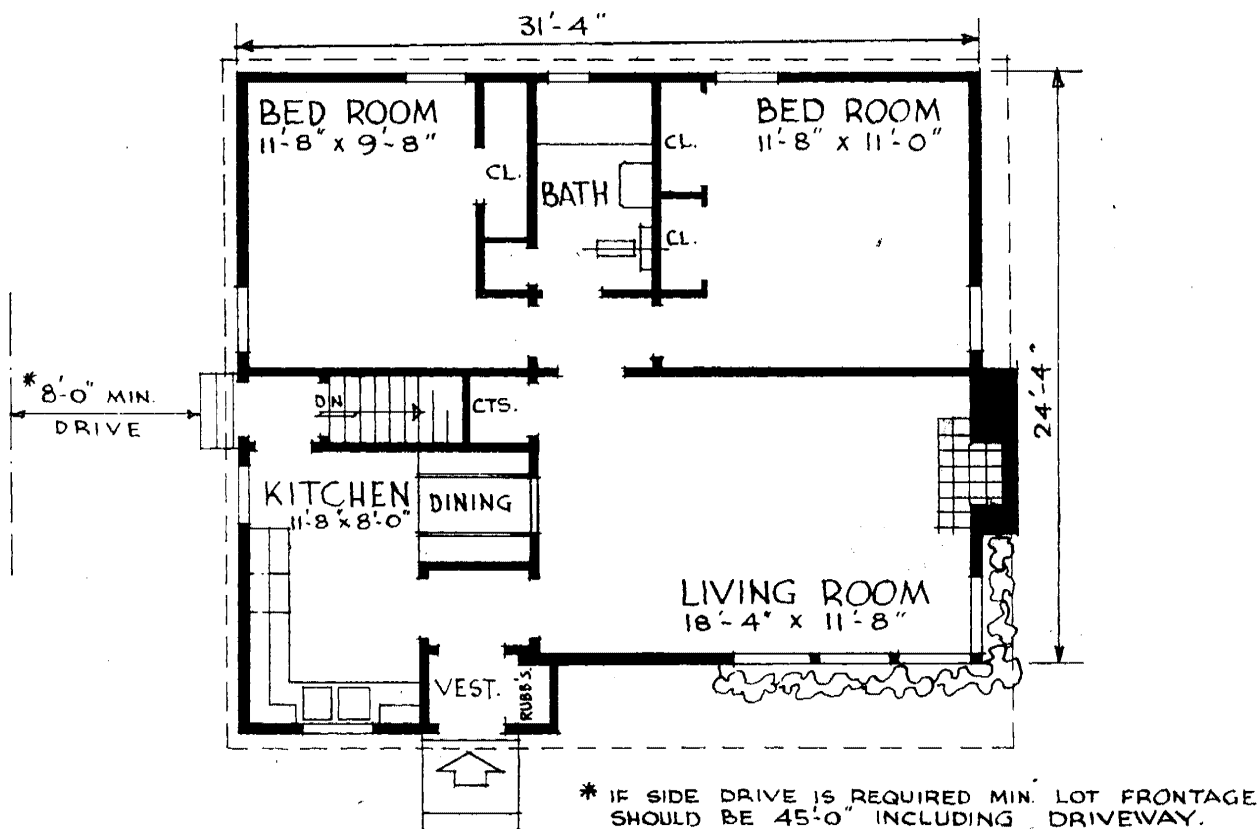 31'-4"
BED ROOM
11'-8" x 9'-8"
BED ROOM
11'-8" x 11'-0"
CL.
CL.
BATH
CL.
24'-4"
* 8'-0" MIN.
DRIVE
DN
CTS.
KITCHEN
11'-8" x 8'-0"
DINING
LIVING ROOM
18'-4" x 11'-8"
VEST.
RUBB'S.
* IF SIDE DRIVE IS REQUIRED MIN. LOT FRONTAGE
SHOULD BE 45'-0" INCLUDING DRIVEWAY.